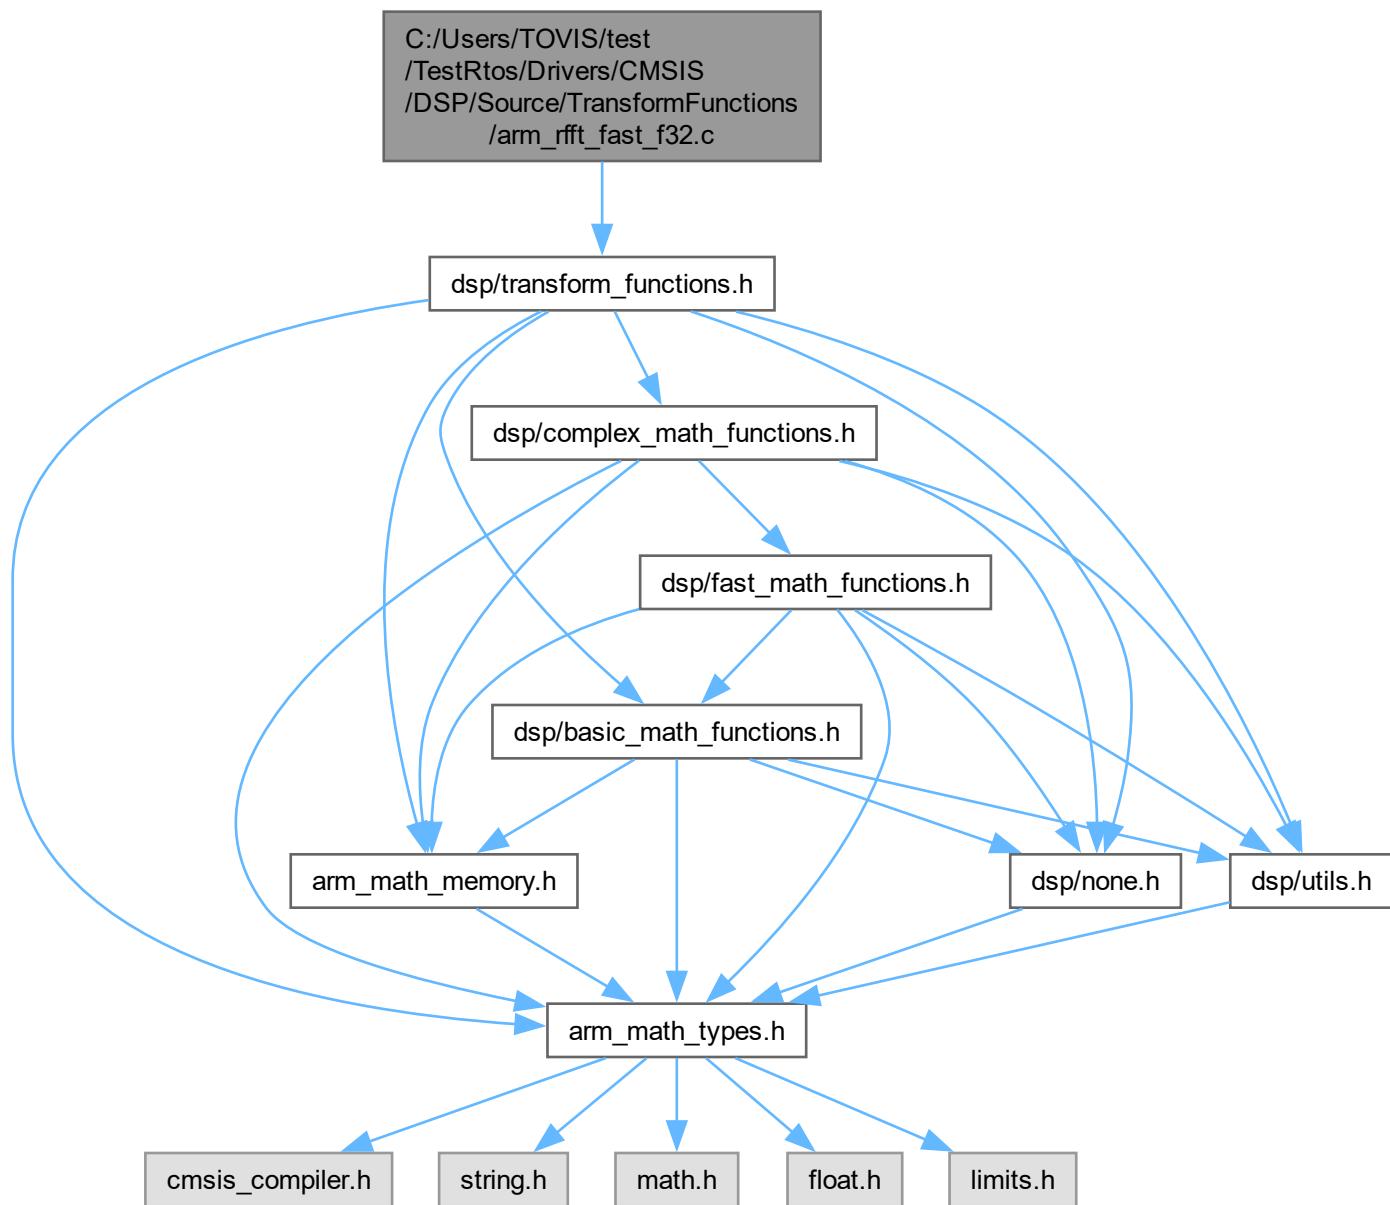 C:/Users/TOVIS/test
/TestRtos/Drivers/CMSIS
/DSP/Source/TransformFunctions
/arm_rfft_fast_f32.c
dsp/transform_functions.h
dsp/complex_math_functions.h
dsp/fast_math_functions.h
dsp/basic_math_functions.h
arm_math_memory.h
dsp/none.h
dsp/utils.h
arm_math_types.h
cmsis_compiler.h
string.h
math.h
float.h
limits.h